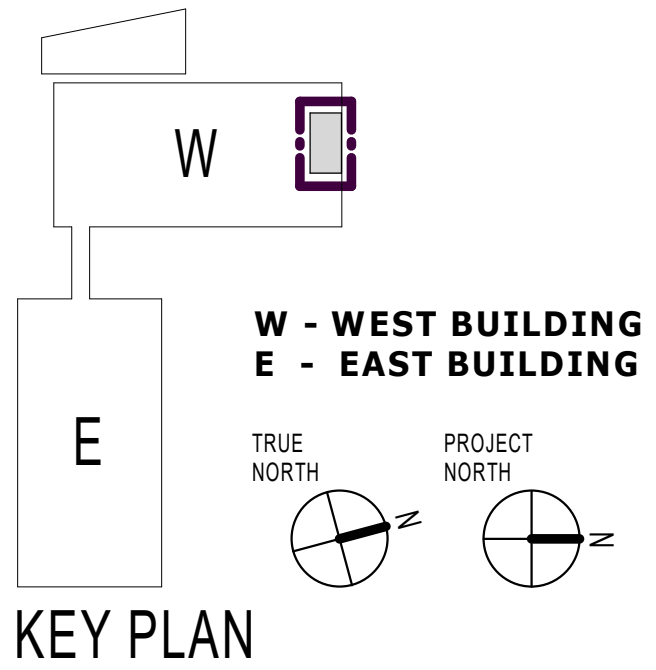 W
W - WEST BUILDING
E - EAST BUILDING
E
TRUE
NORTH
PROJECT
NORTH
N
N
KEY PLAN